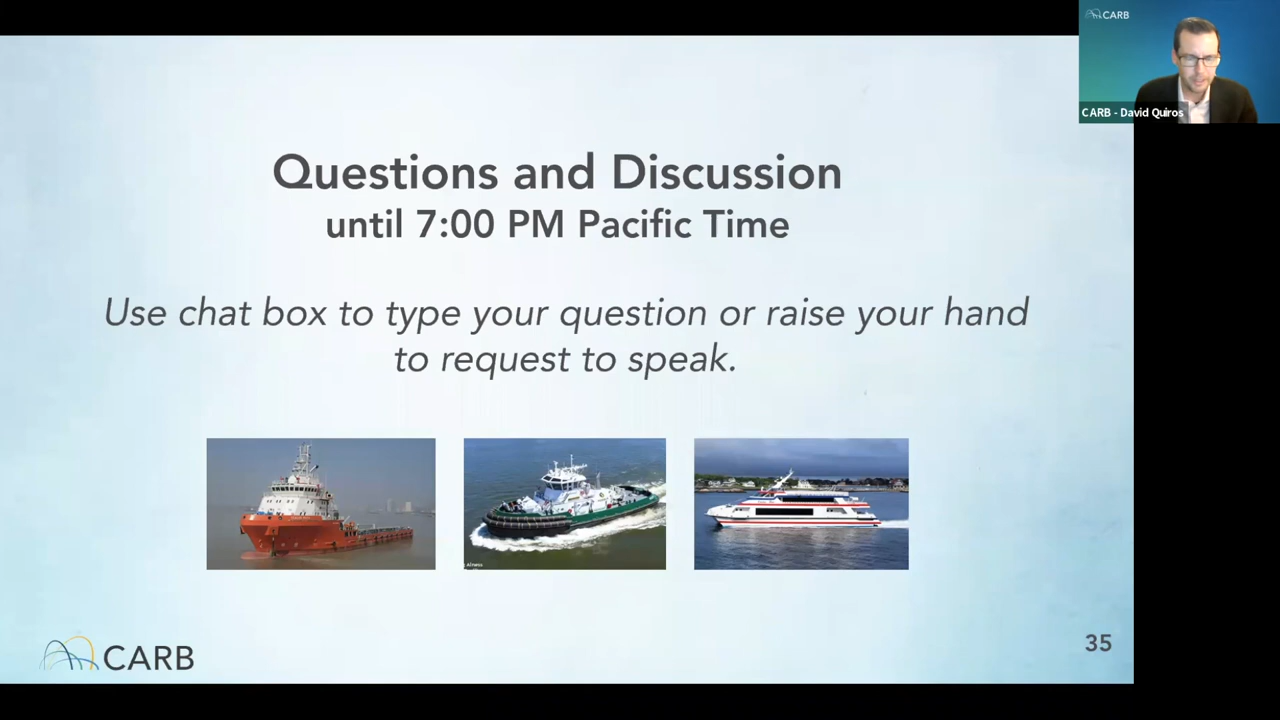 CARB
CARB - David Quiros
Questions and Discussion
until 7:00 PM Pacific Time
Use chat box to type your question or raise your hand
to request to speak.
CARB
35